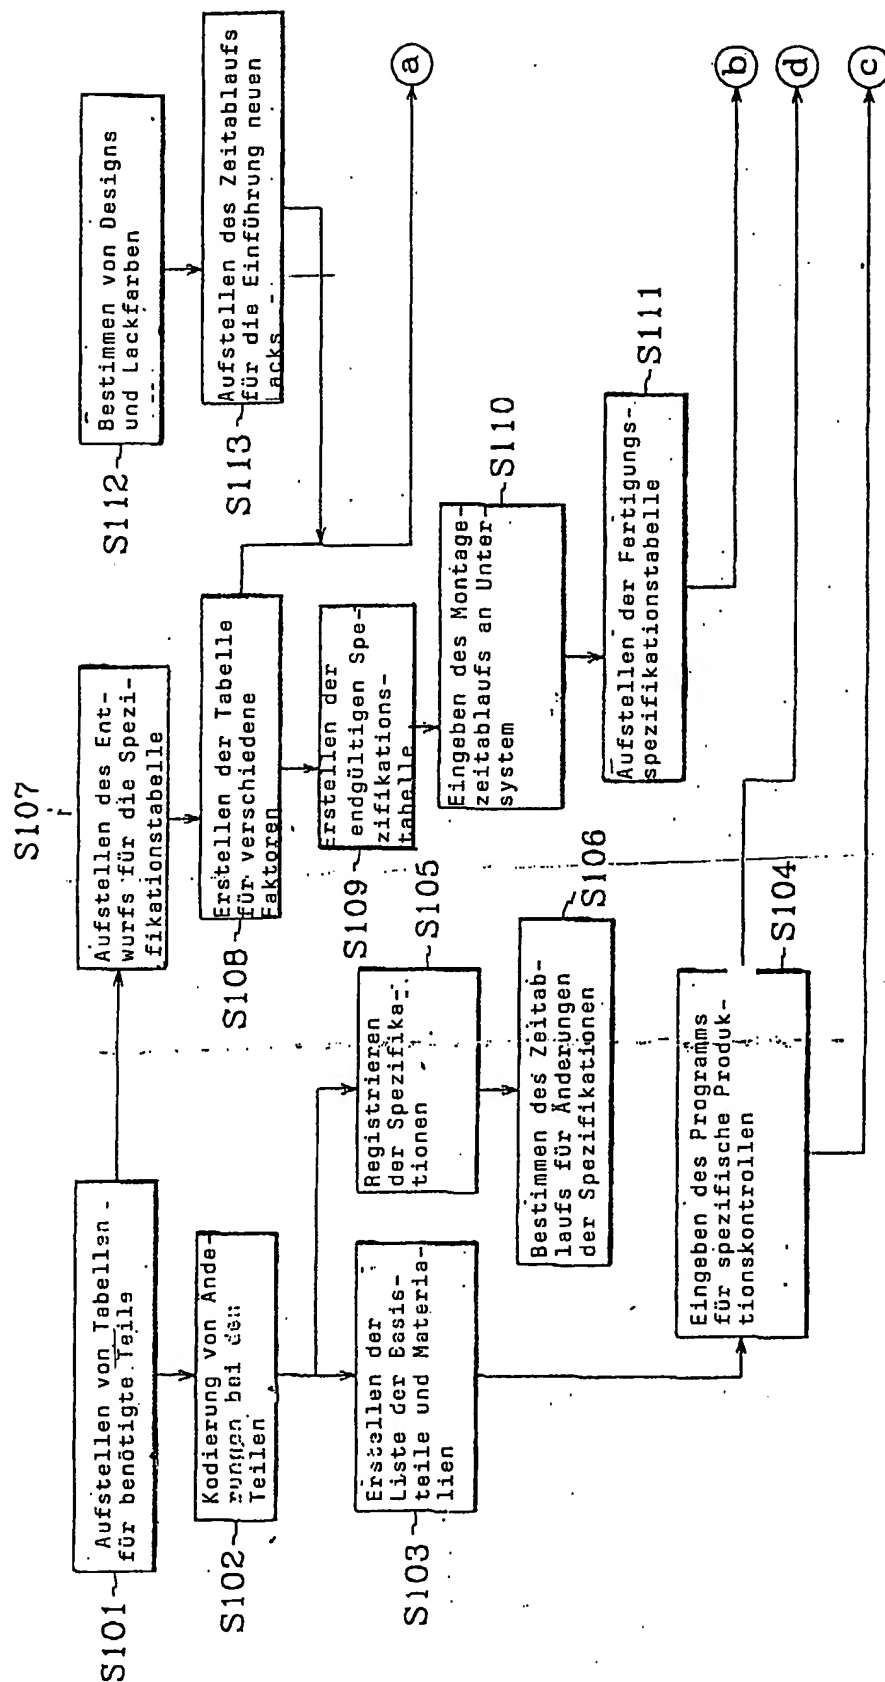 S101
Aufstellen von Tabellen
für benötigte Teile
S102
Kodierung von Ande-
rungen bei den
Teilen
S103
Erstellen der
Liste der Basis-
teile und Materia-
lien
S104
Eingeben des Programms
für spezifische Produk-
tionskontrollen
S105
Registrieren
der Spezifika-
tionen
S106
Bestimmen des Zeitab-
laufs für Änderungen
der Spezifikationen
S107
Aufstellen des Ent-
wurfs für die Spezi-
fikationstabelle
S108
Erstellen der Tabelle
für verschiedene
Faktoren
S109
Erstellen der
endgültigen Spe-
zifikations-
tabelle
S110
Eingeben des Montage-
zeitablaufs an Unter
system
S111
Aufstellen der Fertigungs-
spezifikationstabelle
S112
Bestimmen von Designs
und Lackfarben
S113
Aufstellen des Zeitablaufs
für die Einführung neuen
Lacks
a
b
d
c